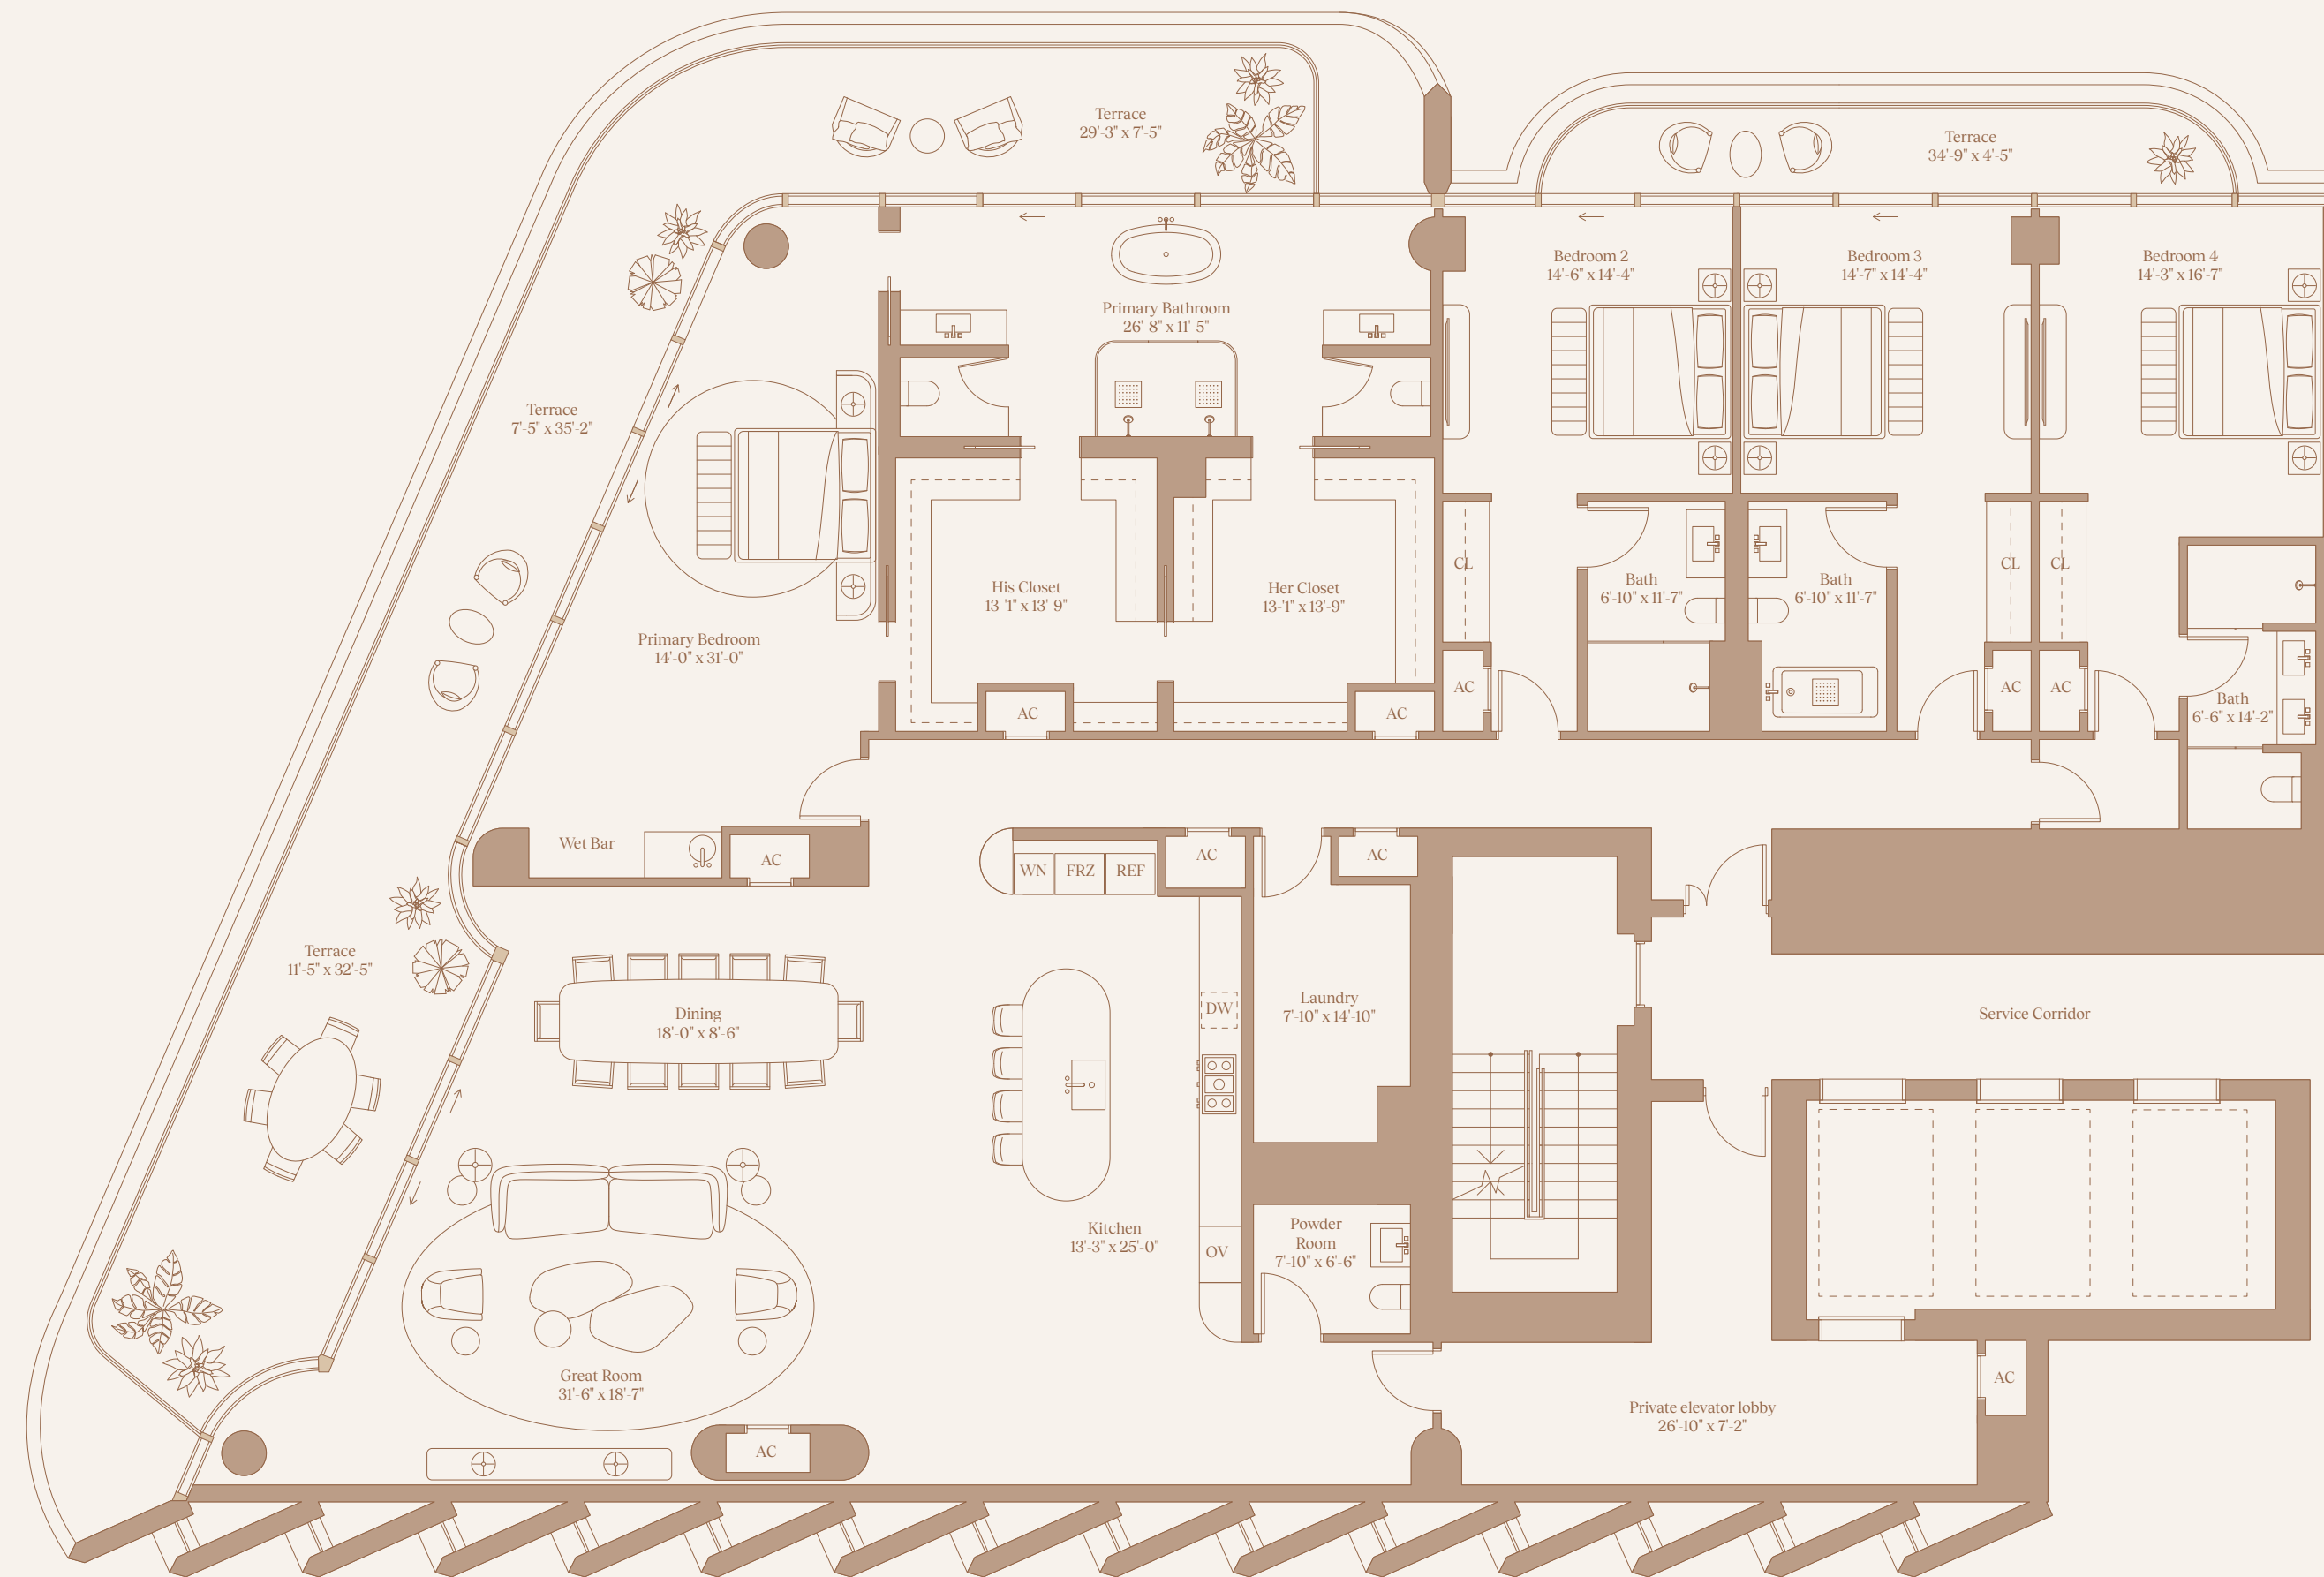 Terrace
29'-3" x 7'-5"
Terrace
34'-9" x 4'-5"
Bedroom 2
14'-6" x 14'-4"
Bedroom 3
14'-7" x 14'-4"
Bedroom 4
14'-3" x 16'-7"
Primary Bathroom
26'-8" x 11'-5"
Terrace
7'-5" x 35'-2"
CL
CL
CL
His Closet
13-'1" x 13'-9"
Her Closet
13-'1" x 13'-9"
Bath
6'-10" x 11'-7"
Bath
6'-10" x 11'-7"
Primary Bedroom
14'-0" x 31'-0"
AC
AC
AC
AC
AC
Bath
6'-6" x 14'-2"
Wet Bar
AC
WN
FRZ
REF
AC
AC
Terrace
11'-5" x 32'-5"
Dining
18'-0" x 8'-6"
DW
Laundry
7'-10" x 14'-10"
Service Corridor
Kitchen
13'-3" x 25'-0"
OV
Powder
Room
7'-10" x 6'-6"
Great Room
31'-6" x 18'-7"
AC
AC
Private elevator lobby
26'-10" x 7'-2"